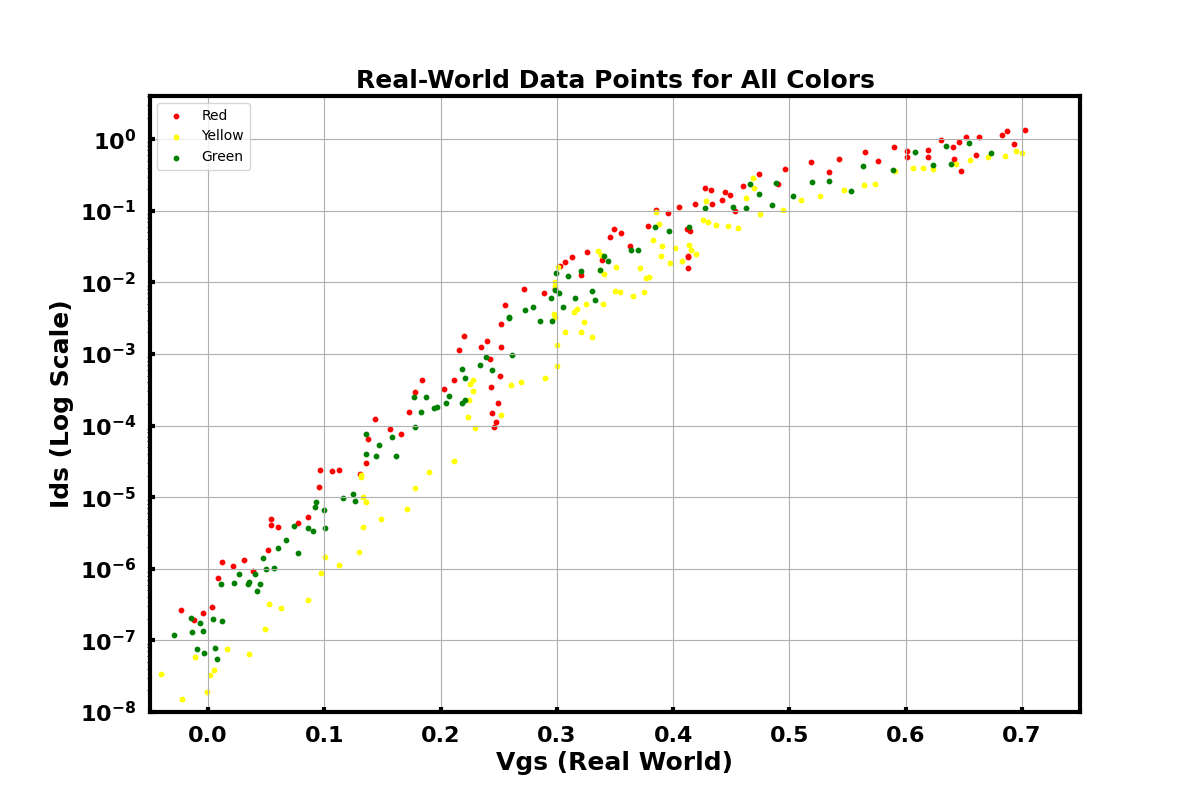 Real-World Data Points for All Colors
Red
Yellow
Green
Ids (Log Scale)
10⁰
10⁻¹
10⁻²
10⁻³
10⁻⁴
10⁻⁵
10⁻⁶
10⁻⁷
10⁻⁸
0.0 0.1 0.2 0.3 0.4 0.5 0.6 0.7
Vgs (Real World)